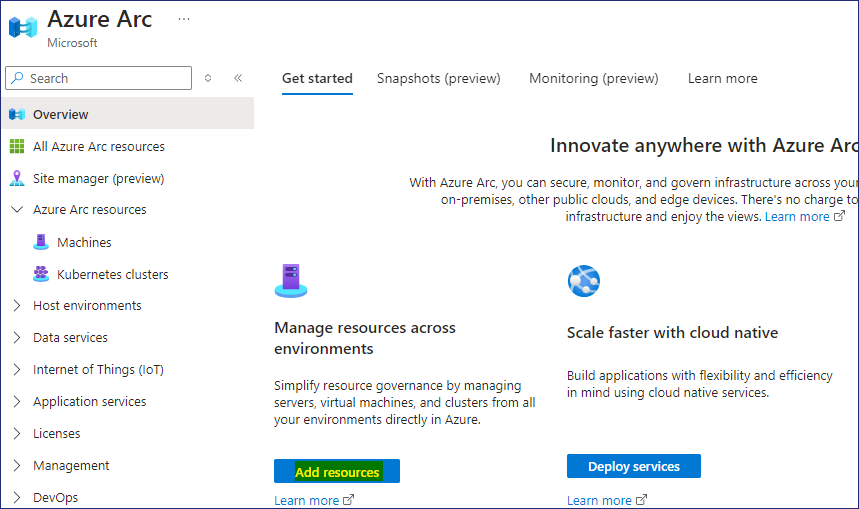 Azure Arc ...
Microsoft
Search
Overview
All Azure Arc resources
Site manager (preview)
Azure Arc resources
Machines
Kubernetes clusters
Host environments
Data services
Internet of Things (IoT)
Application services
Licenses
Management
DevOps
Get started Snapshots (preview) Monitoring (preview) Learn more
Innovate anywhere with Azure Arc
With Azure Arc, you can secure, monitor, and govern infrastructure across your
on-premises, other public clouds, and edge devices. There's no charge to
infrastructure and enjoy the views. Learn more
Manage resources across
environments
Simplify resource governance by managing
servers, virtual machines, and clusters from all
your environments directly in Azure.
Add resources
Learn more
Scale faster with cloud native
Build applications with flexibility and efficiency
in mind using cloud native services.
Deploy services
Learn more